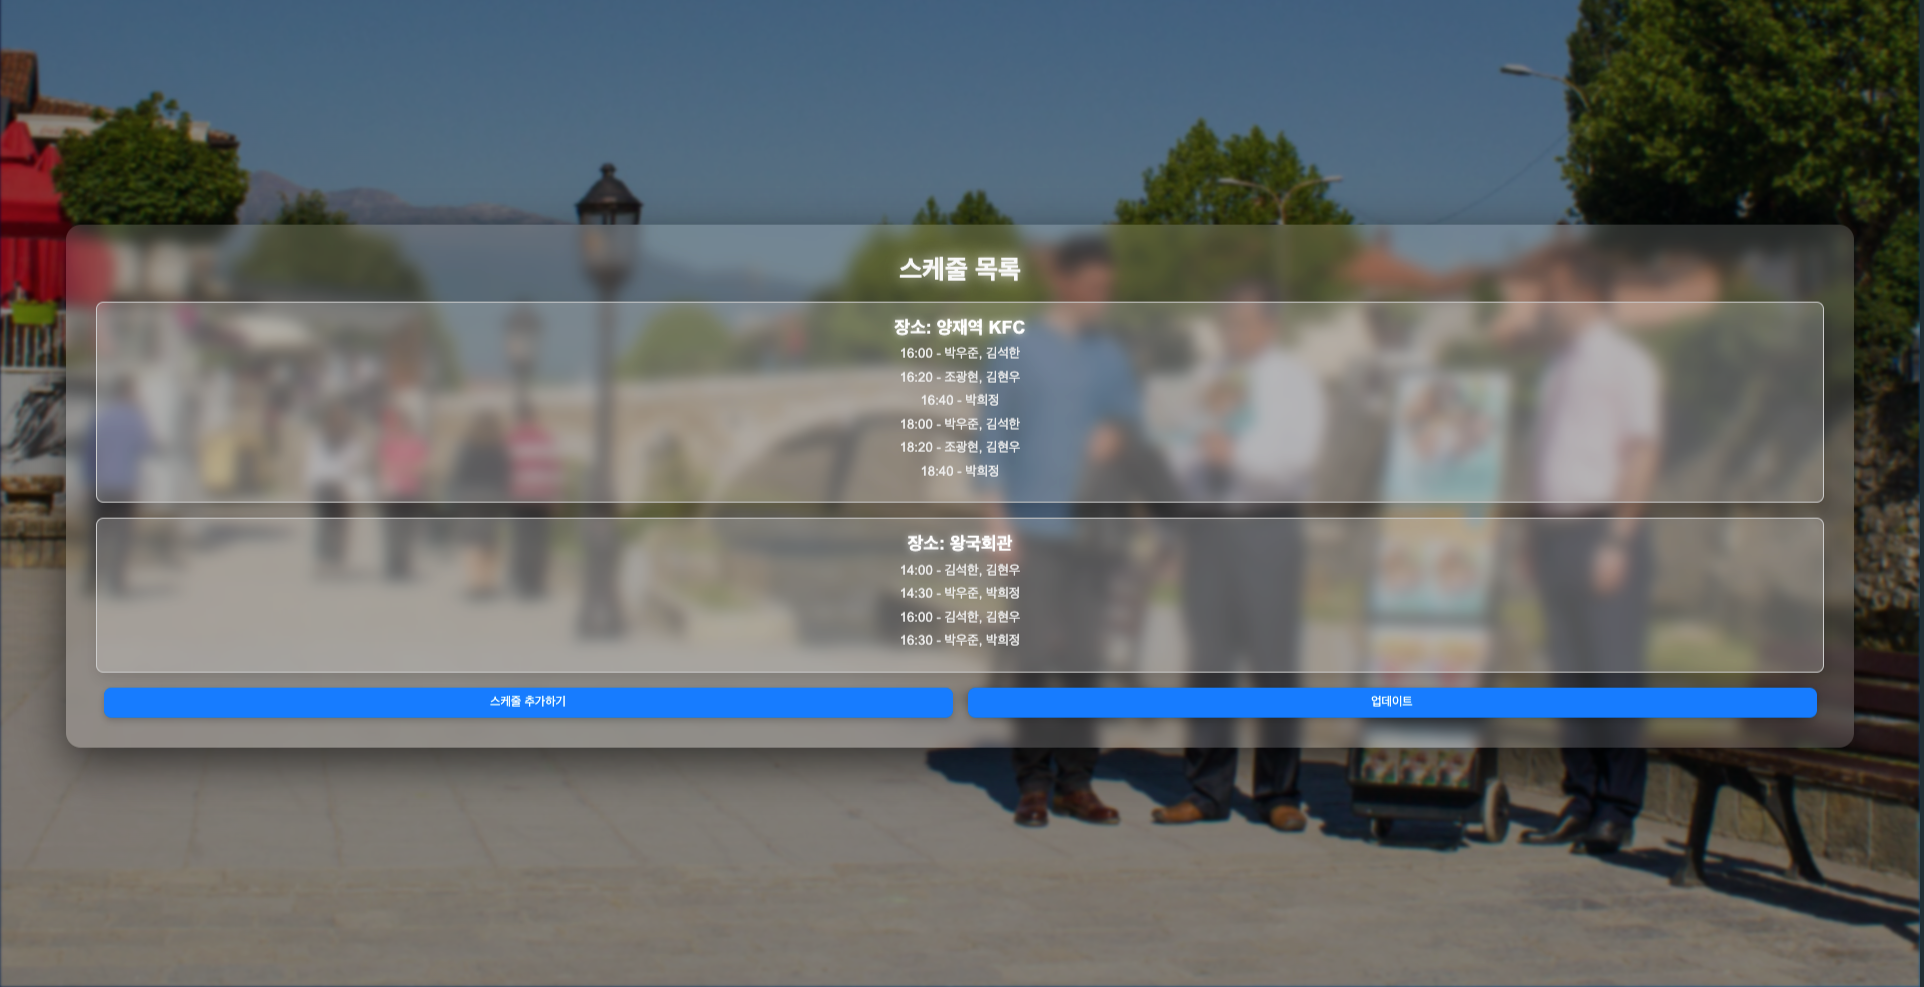 스케줄 목록
장소: 양재역 KFC
16:00 - 박우준, 김석한
16:20 - 조광현, 김현우
16:40 - 박희정
18:00 - 박우준, 김석한
18:20 - 조광현, 김현우
18:40 - 박희정
장소: 왕국회관
14:00 - 김석한, 김현우
14:30 - 박우준, 박희정
16:00 - 김석한, 김현우
16:30 - 박우준, 박희정
스케줄 추가하기
업데이트